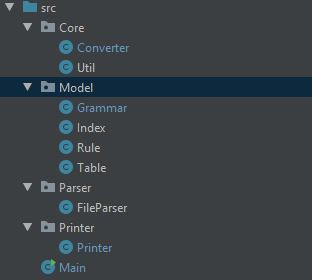 src
Core
Converter
Util
Model
Grammar
Index
Rule
Table
Parser
FileParser
Printer
Printer
Main